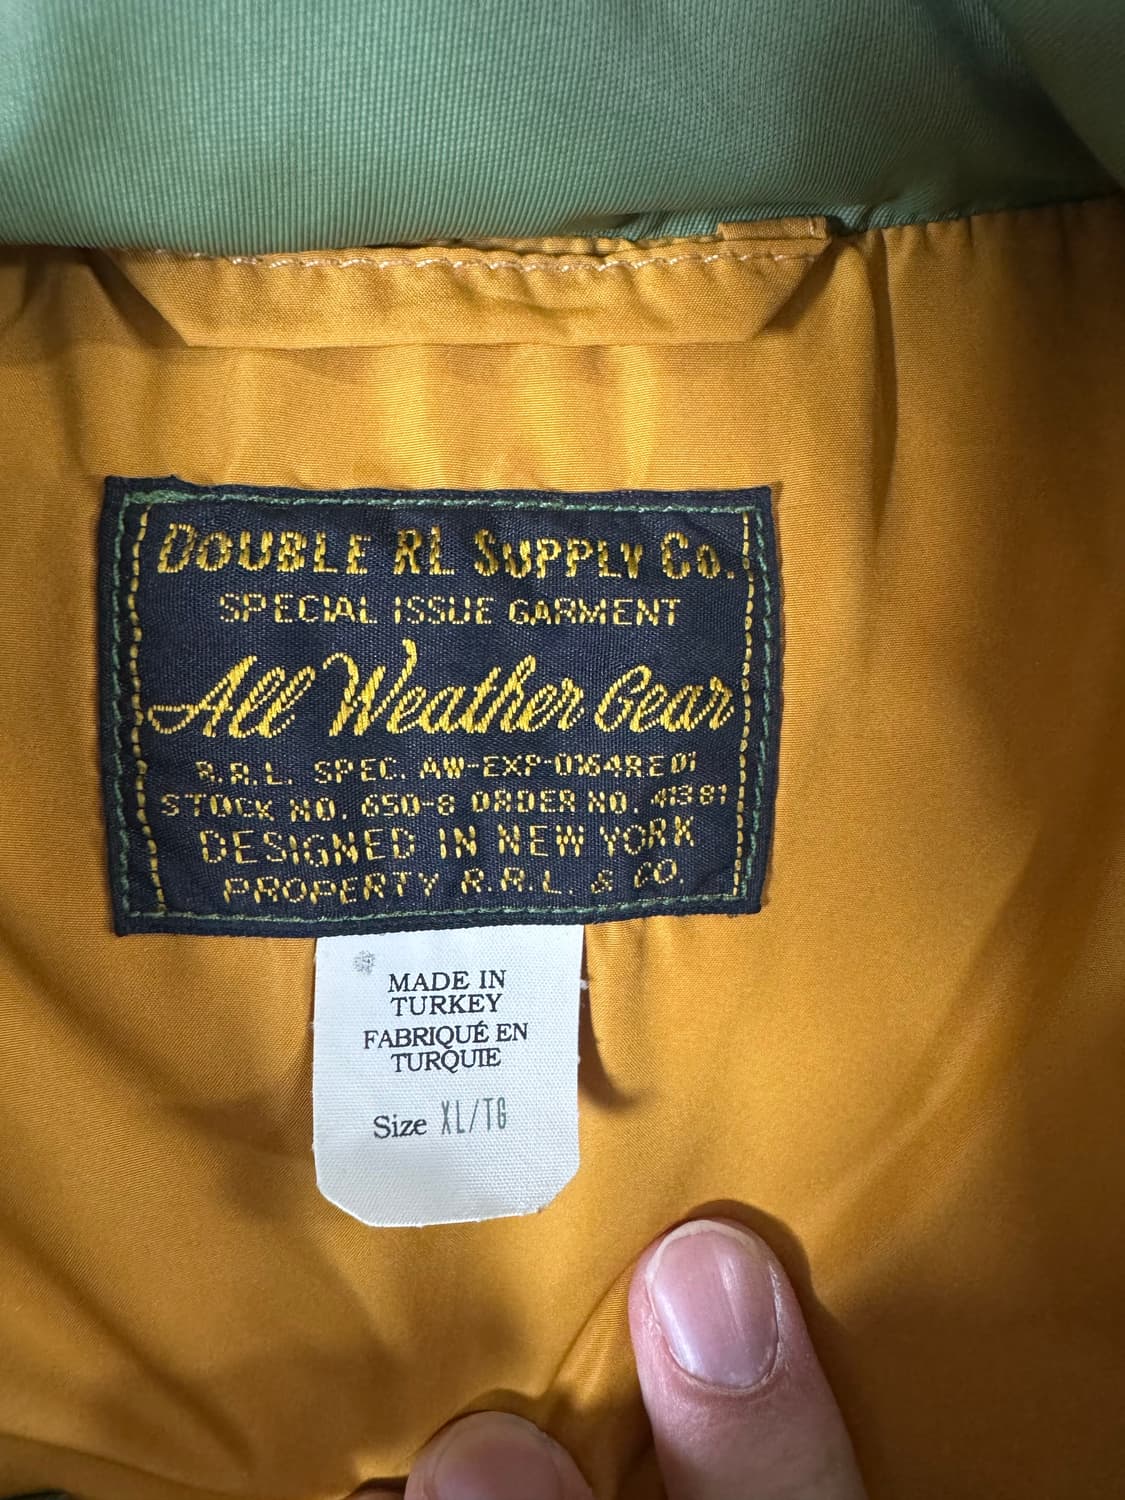 DOUBLE RL SUPPLY CO.
SPECIAL ISSUE GARMENT
All Weather Gear
R.R.L. SPEC. AW-EXP-0164RE01
STOCK NO. 650-8 ORDER NO. 41381
DESIGNED IN NEW YORK
PROPERTY R.R.L. & CO.
MADE IN
TURKEY
FABRIQUÉ EN
TURQUIE
Size XL/TG